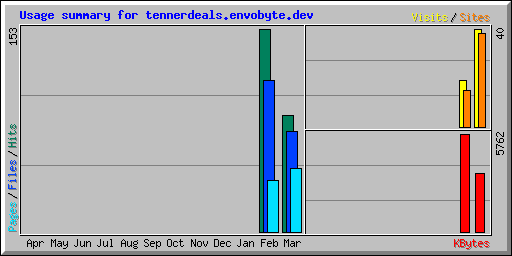 Usage summary for tennerdeals.envobyte.dev
Visits/Sites
153
40
5762
Pages/Files/Hits
Apr May Jun Jul Aug Sep Oct Nov Dec Jan Feb Mar
KBytes